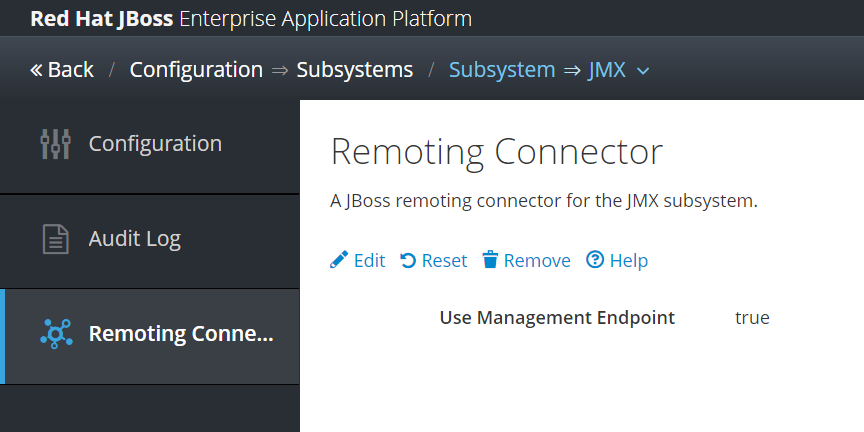 Red Hat JBoss Enterprise Application Platform
« Back / Configuration ⇒ Subsystems / Subsystem ⇒ JMX
Configuration
Audit Log
Remoting Conne...
Remoting Connector
A JBoss remoting connector for the JMX subsystem.
Edit Reset Remove Help
Use Management Endpoint true